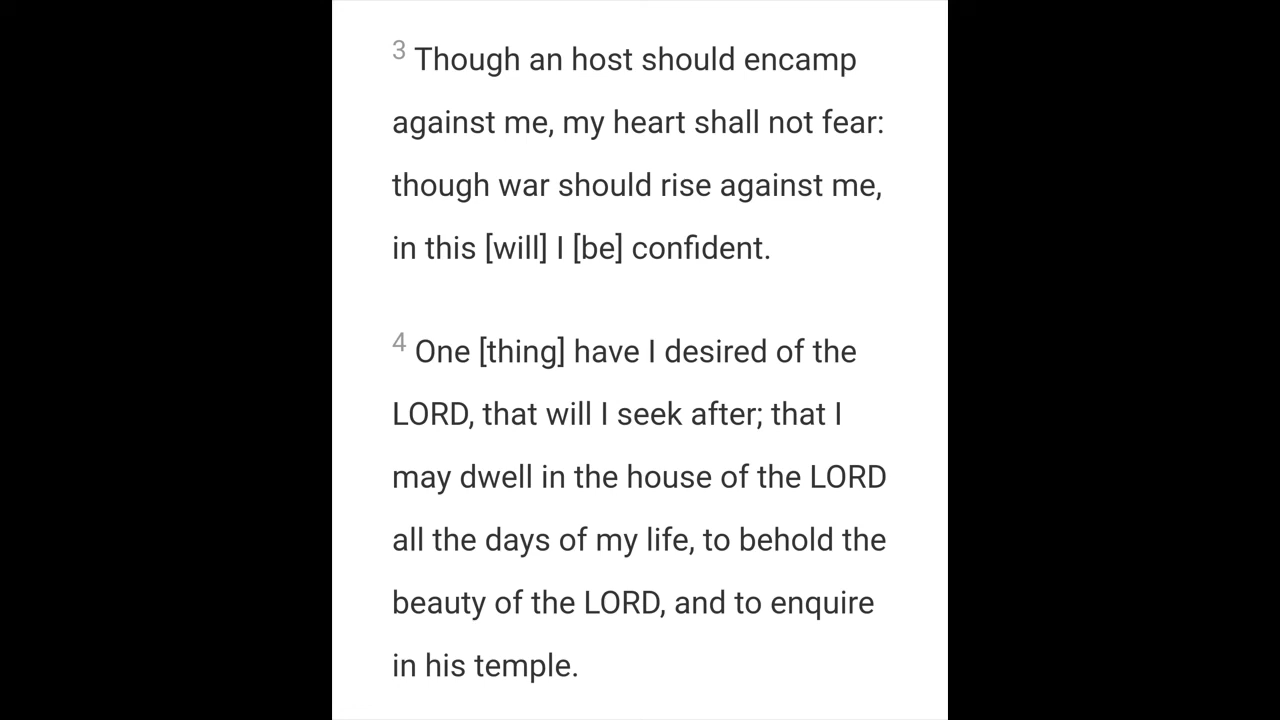 3 Though an host should encamp
against me, my heart shall not fear:
though war should rise against me,
in this [will] I [be] confident.
4 One [thing] have I desired of the
LORD, that will I seek after; that I
may dwell in the house of the LORD
all the days of my life, to behold the
beauty of the LORD, and to enquire
in his temple.